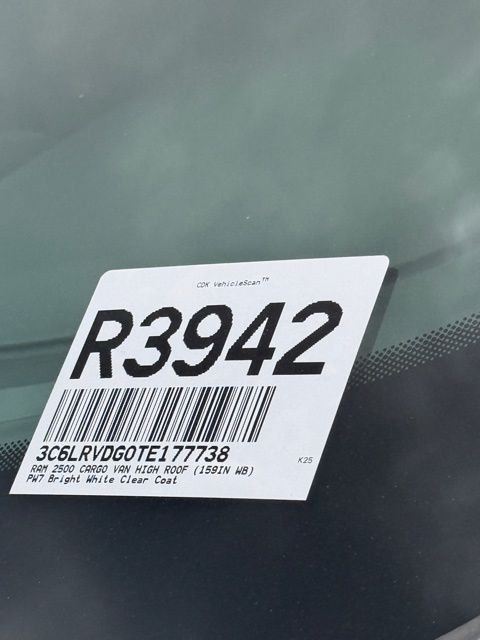 CDK VehicleScan™
R3942
3C6LRVDG0TE177738
RAM 2500 CARGO VAN HIGH ROOF (159IN WB)
PW7 Bright White Clear Coat
K25